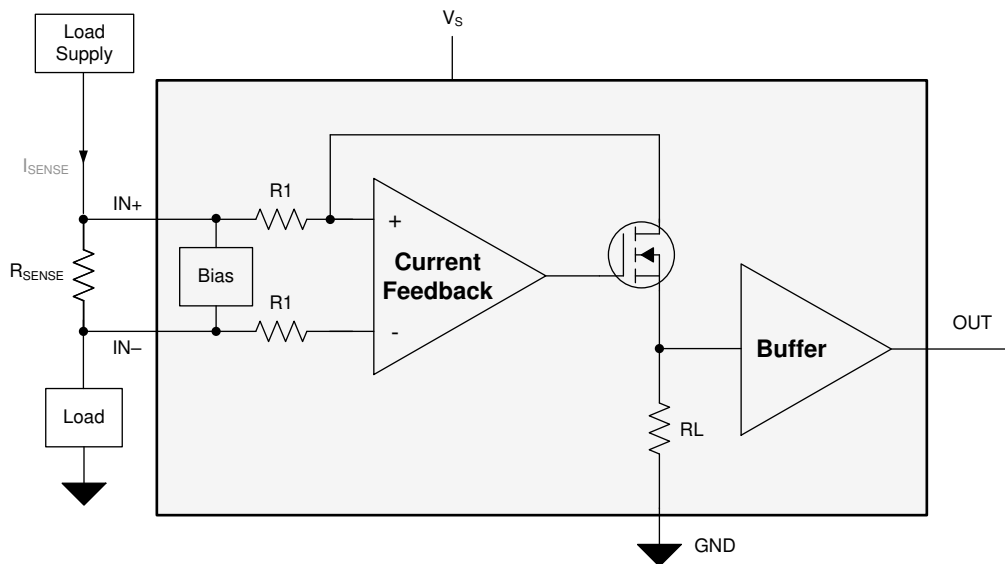 Load
Supply
VS
ISENSE
IN+
R1
+
RSENSE
Bias
Current
Feedback
R1
-
IN–
OUT
Buffer
Load
RL
GND